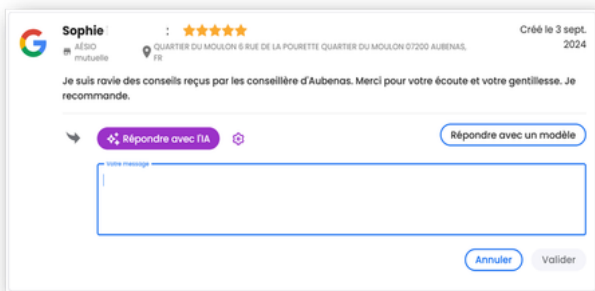 Sophie :
Créé le 3 sept. 2024
AÉSIO mutuelle
QUARTIER DU MOULON 6 RUE DE LA POURETTE QUARTIER DU MOULON 07200 AUBENAS, FR
Je suis ravie des conseils reçus par les conseillère d'Aubenas. Merci pour votre écoute et votre gentillesse. Je
recommande.
Répondre avec l'IA
Répondre avec un modèle
Votre message
Annuler
Valider